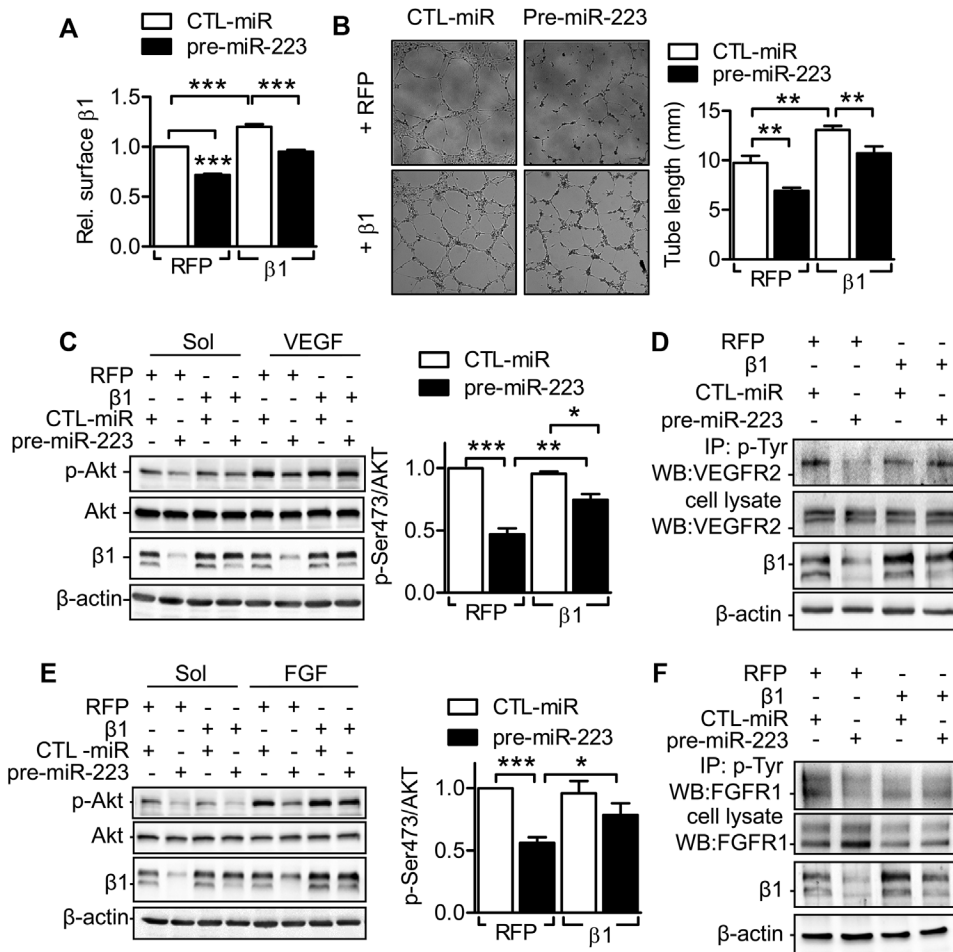 A
CTL-miR
pre-miR-223
Rel. surface β1
1.5
1.0
0.5
0.0
***
***
***
RFP
β1
B
CTL-miR
Pre-miR-223
+ RFP
+ β1
CTL-miR
pre-miR-223
Tube length (mm)
15
10
5
0
**
**
**
RFP
β1
C
Sol
VEGF
RFP + + - - + + - -
β1 - - + + - - + +
CTL-miR + - + - + - + -
pre-miR-223 - + - + - + - +
p-Akt
Akt
β1
β-actin
CTL-miR
pre-miR-223
p-Ser473/AKT
1.0
0.5
0.0
***
**
*
RFP
β1
D
RFP + + - -
β1 - - + +
CTL-miR + - + -
pre-miR-223 - + - +
IP: p-Tyr
WB:VEGFR2
cell lysate
WB:VEGFR2
β1
β-actin
E
Sol
FGF
RFP + + - - + + - -
β1 - - + + - - + +
CTL -miR + - + - + - + -
pre-miR-223 - + - + - + - +
p-Akt
Akt
β1
β-actin
CTL-miR
pre-miR-223
p-Ser473/AKT
1.0
0.5
0.0
***
*
RFP
β1
F
RFP + + - -
β1 - - + +
CTL-miR + - + -
pre-miR-223 - + - +
IP: p-Tyr
WB:FGFR1
cell lysate
WB:FGFR1
β1
β-actin